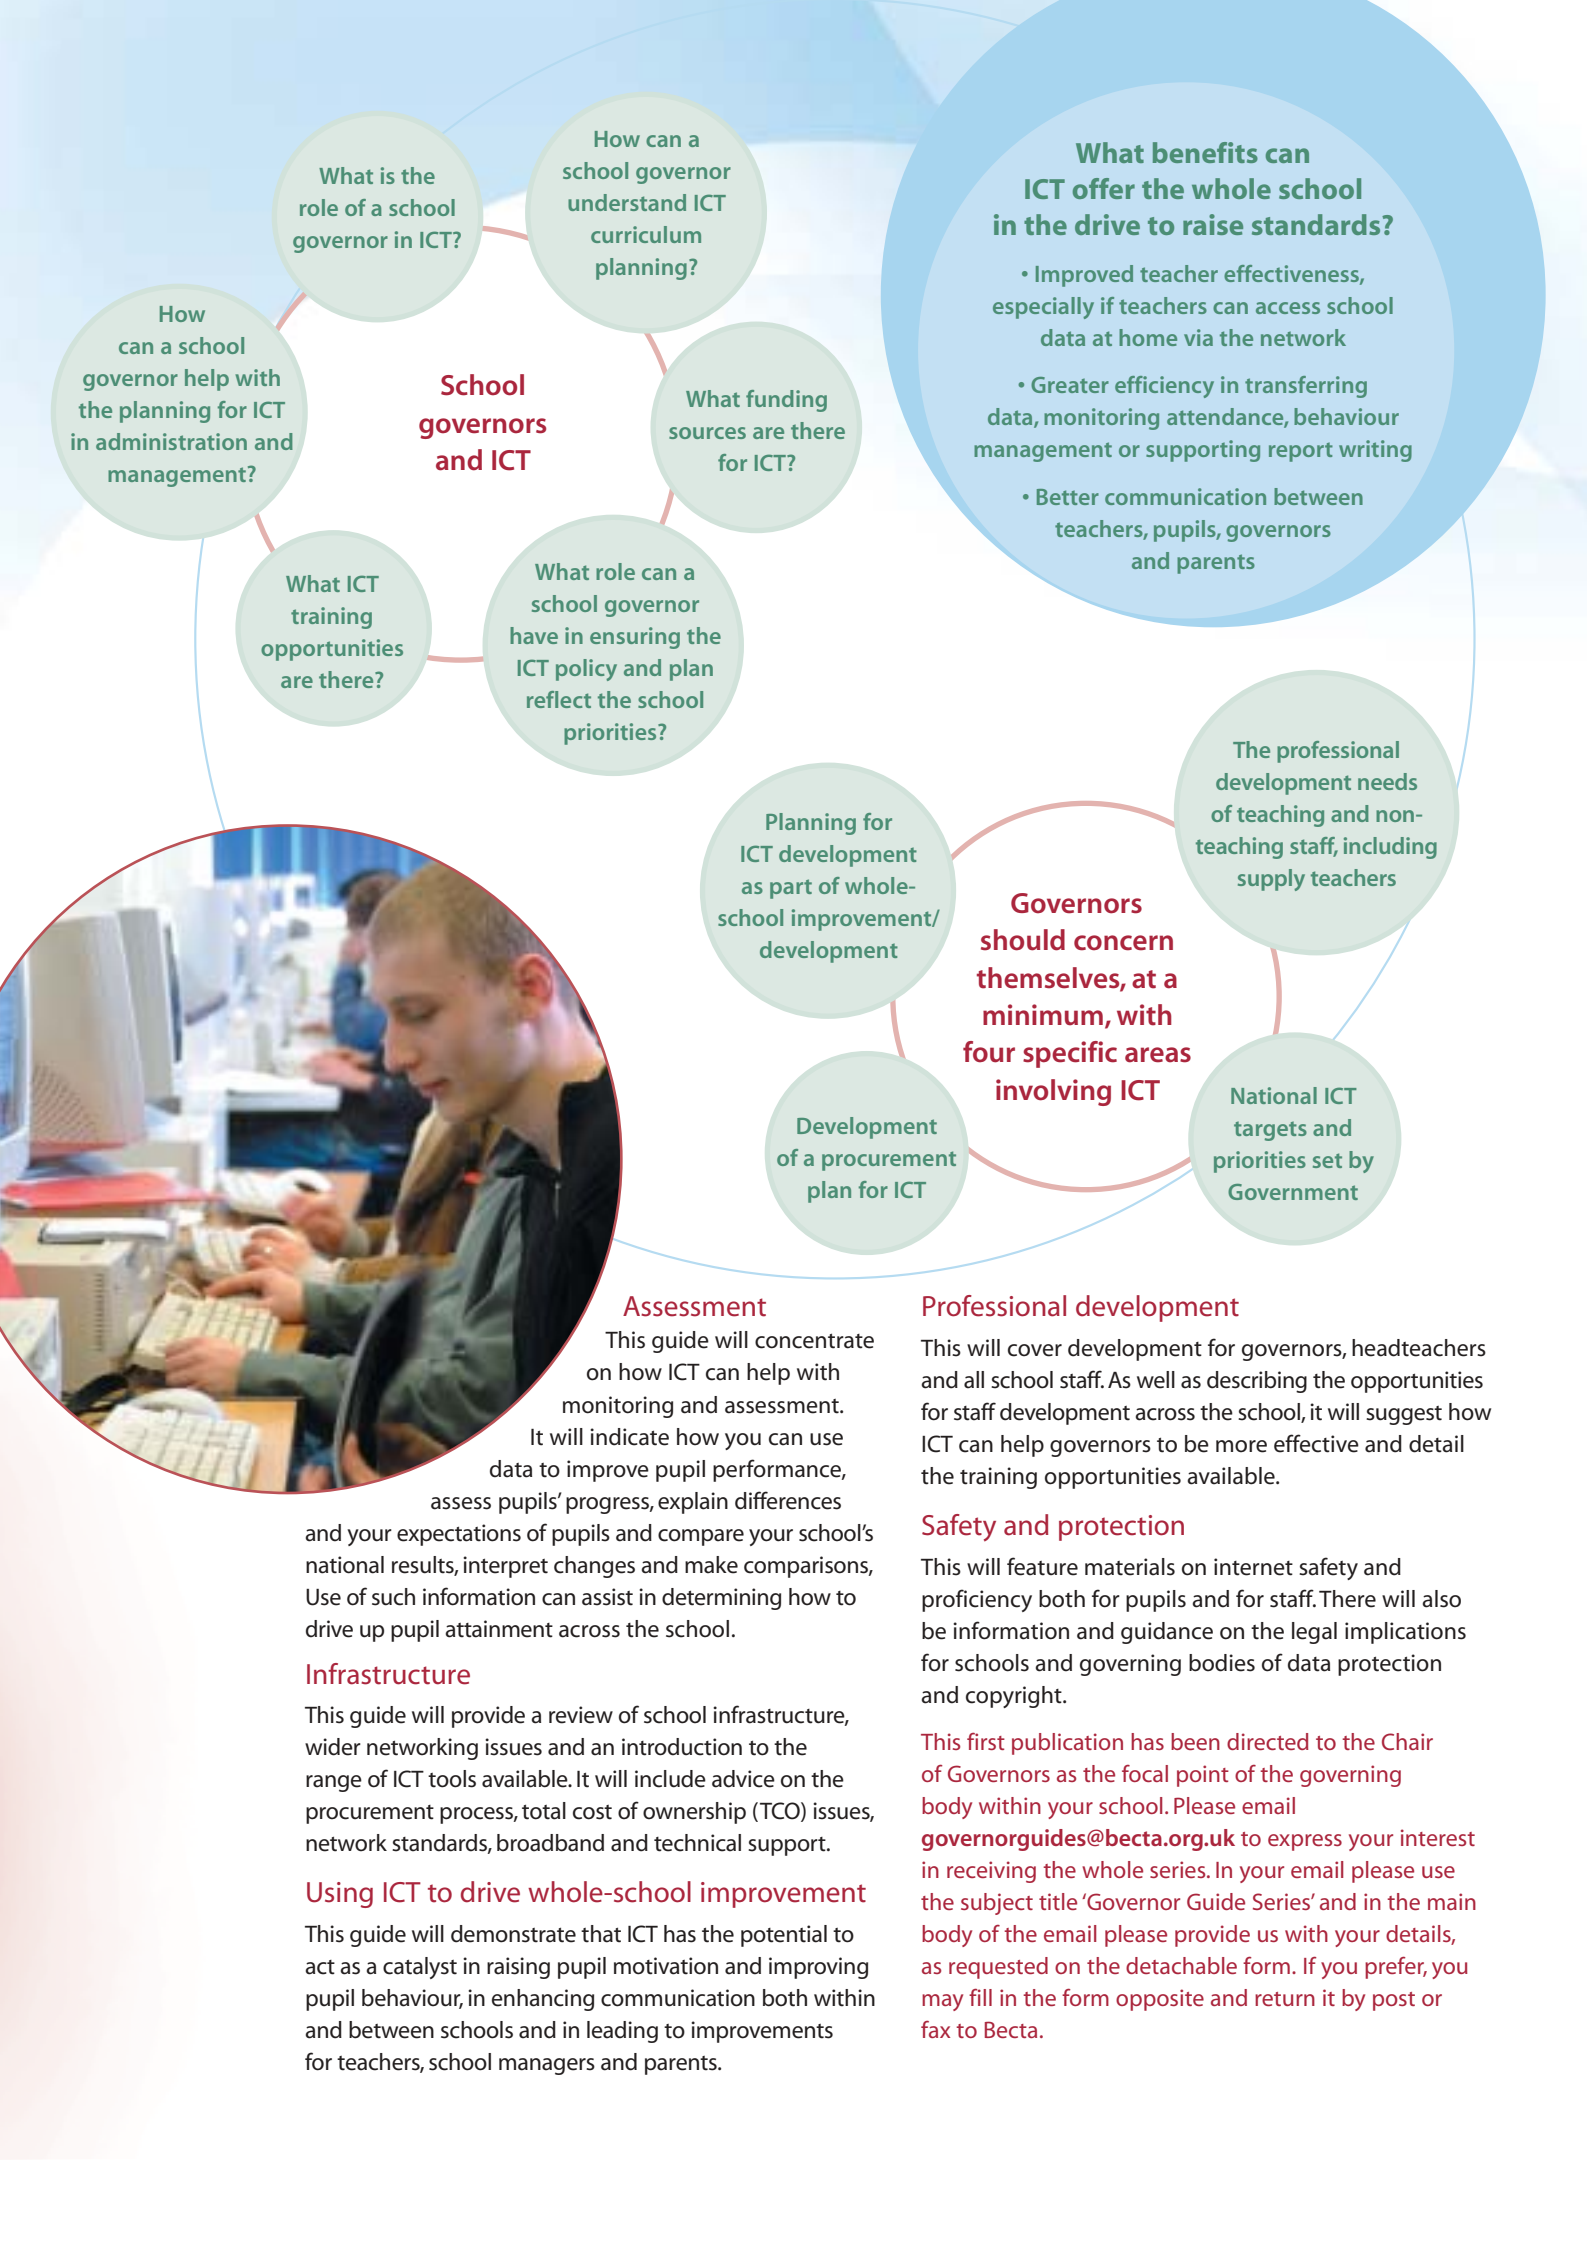 What is the
role of a school
governor in ICT?
How can a
school governor
understand ICT
curriculum
planning?
How
can a school
governor help with
the planning for ICT
in administration and
management?
School
governors
and ICT
What funding
sources are there
for ICT?
What ICT
training
opportunities
are there?
What role can a
school governor
have in ensuring the
ICT policy and plan
reflect the school
priorities?
What benefits can
ICT offer the whole school
in the drive to raise standards?
• Improved teacher effectiveness,
especially if teachers can access school
data at home via the network
• Greater efficiency in transferring
data, monitoring attendance, behaviour
management or supporting report writing
• Better communication between
teachers, pupils, governors
and parents
Planning for
ICT development
as part of whole-
school improvement/
development
The professional
development needs
of teaching and non-
teaching staff, including
supply teachers
Governors
should concern
themselves, at a
minimum, with
four specific areas
involving ICT
Development
of a procurement
plan for ICT
National ICT
targets and
priorities set by
Government
Assessment
This guide will concentrate
on how ICT can help with
monitoring and assessment.
It will indicate how you can use
data to improve pupil performance,
assess pupils' progress, explain differences
and your expectations of pupils and compare your school's
national results, interpret changes and make comparisons,
Use of such information can assist in determining how to
drive up pupil attainment across the school.
Infrastructure
This guide will provide a review of school infrastructure,
wider networking issues and an introduction to the
range of ICT tools available. It will include advice on the
procurement process, total cost of ownership (TCO) issues,
network standards, broadband and technical support.
Using ICT to drive whole-school improvement
This guide will demonstrate that ICT has the potential to
act as a catalyst in raising pupil motivation and improving
pupil behaviour, in enhancing communication both within
and between schools and in leading to improvements
for teachers, school managers and parents.
Professional development
This will cover development for governors, headteachers
and all school staff. As well as describing the opportunities
for staff development across the school, it will suggest how
ICT can help governors to be more effective and detail
the training opportunities available.
Safety and protection
This will feature materials on internet safety and
proficiency both for pupils and for staff. There will also
be information and guidance on the legal implications
for schools and governing bodies of data protection
and copyright.
This first publication has been directed to the Chair
of Governors as the focal point of the governing
body within your school. Please email
governorguides@becta.org.uk to express your interest
in receiving the whole series. In your email please use
the subject title 'Governor Guide Series' and in the main
body of the email please provide us with your details,
as requested on the detachable form. If you prefer, you
may fill in the form opposite and return it by post or
fax to Becta.